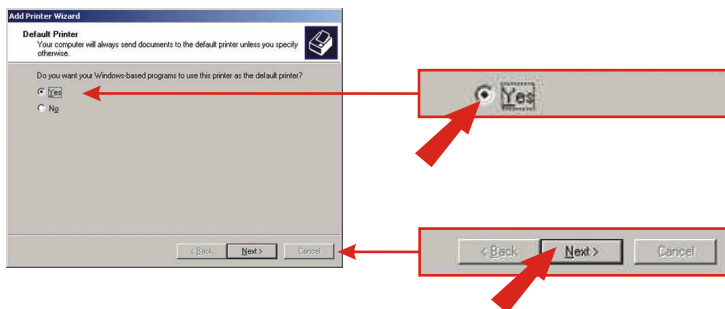 Add Printer Wizard
Default Printer
Your computer will always send documents to the default printer unless you specify
otherwise.
Do you want your Windows-based programs to use this printer as the default printer?
Yes
No
< Back
Next >
Cancel
Yes
< Back
Next >
Cancel